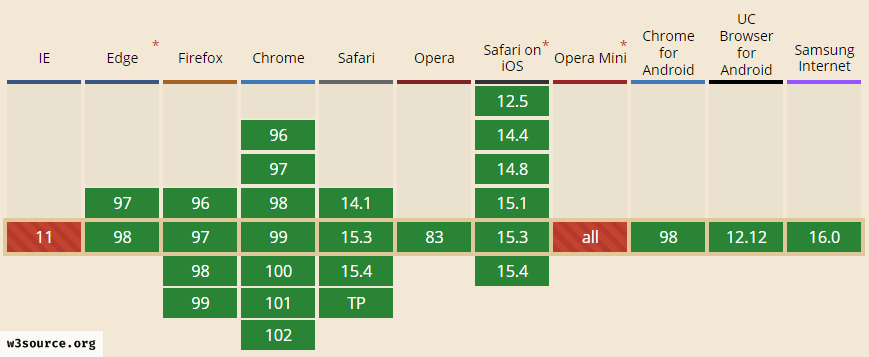 IE Edge * Firefox Chrome Safari Opera Safari on iOS * Opera Mini * Chrome for Android UC Browser for Android Samsung Internet
12.5
96 14.4
97 14.8
97 96 98 14.1 15.1
11 98 97 99 15.3 83 15.3 all 98 12.12 16.0
98 100 15.4 15.4
99 101 TP
102
w3source.org